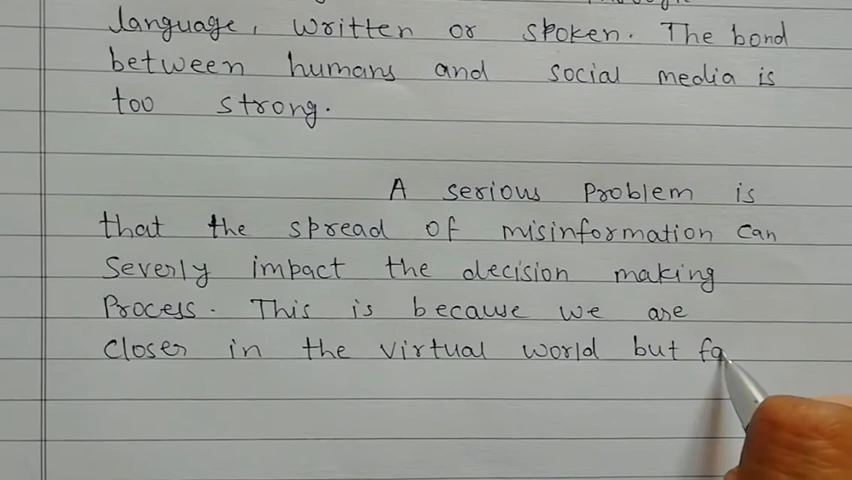 language, written or spoken. The bond
between humans and social media is
too strong.
A serious problem is
that the spread of misinformation can
severly impact the decision making
process. This is because we are
closer in the virtual world but fa